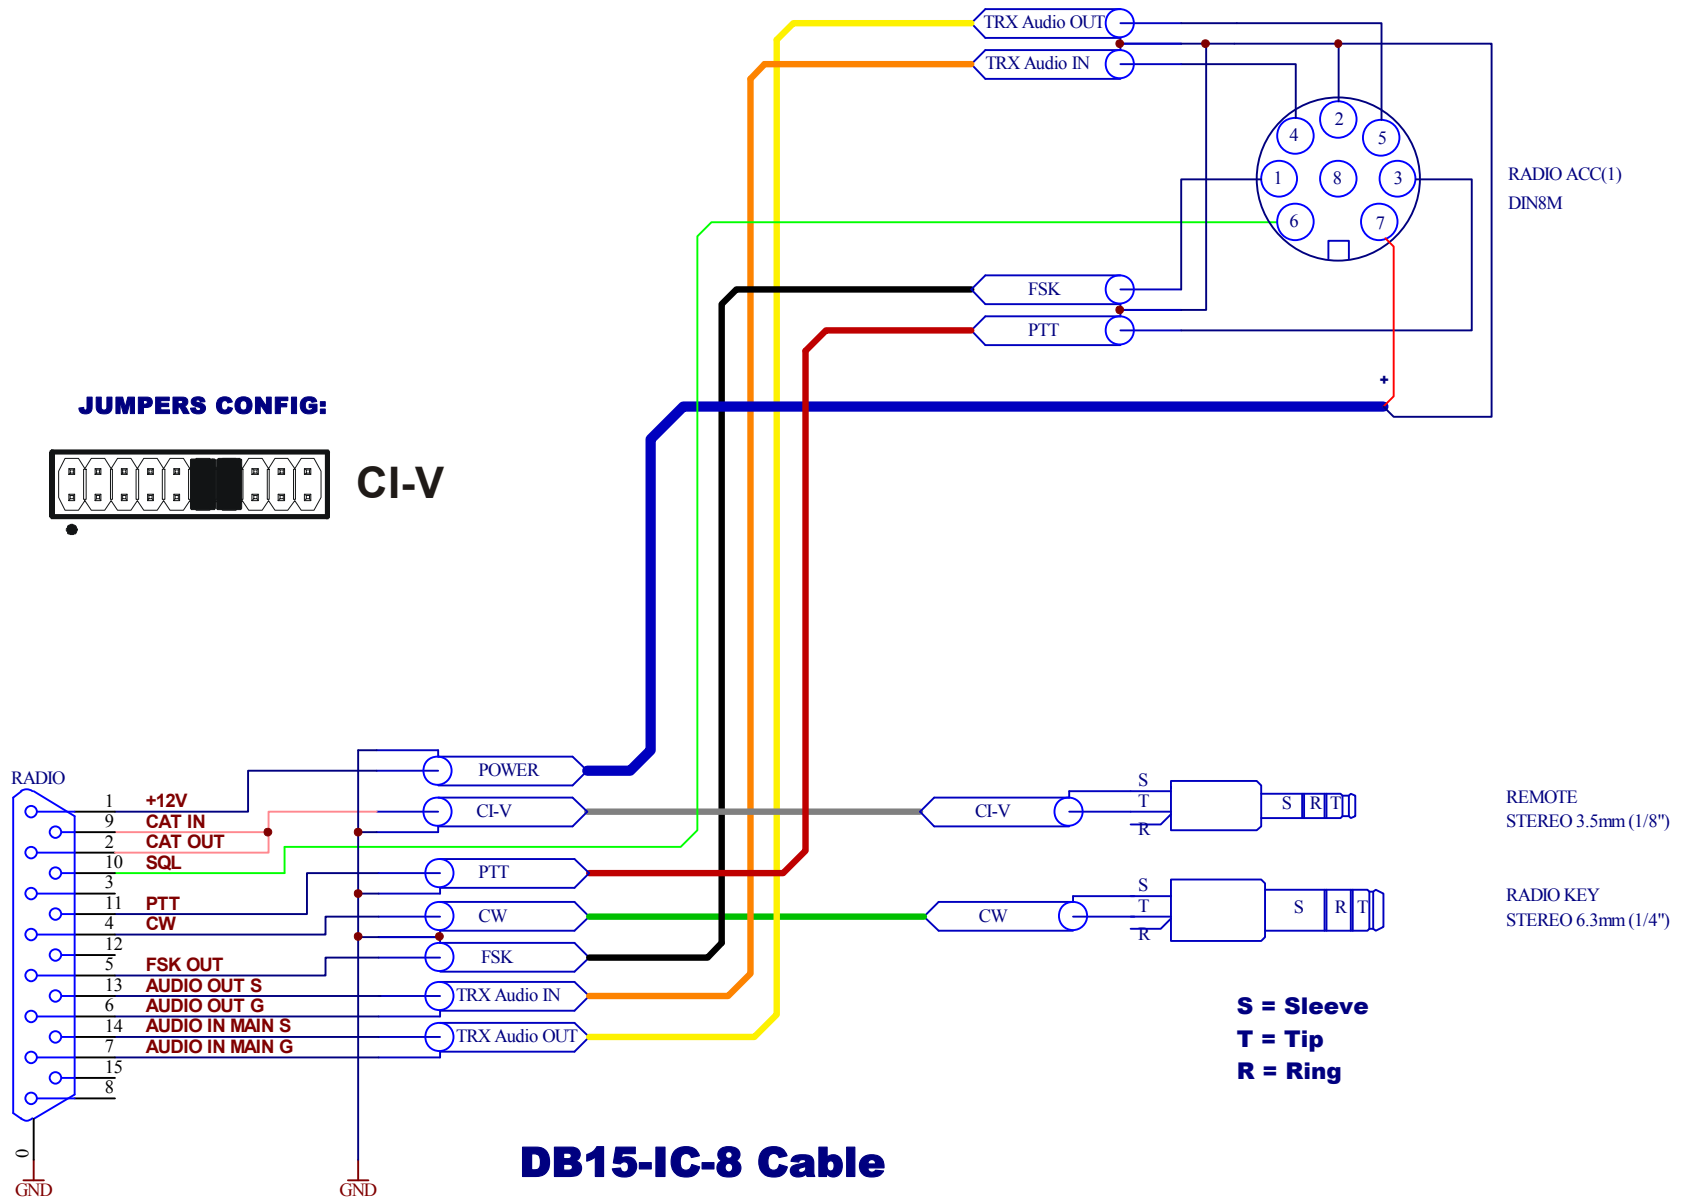 TRX Audio OUT
TRX Audio IN
2
4
5
1
8
3
6
7
RADIO ACC(1)
DIN8M
FSK
PTT
+
JUMPERS CONFIG:
CI-V
RADIO
POWER
CI-V
PTT
CW
FSK
TRX Audio IN
TRX Audio OUT
1 +12V
9 CAT IN
2 CAT OUT
10 SQL
3
11 PTT
4 CW
12
5 FSK OUT
13 AUDIO OUT S
6 AUDIO OUT G
14 AUDIO IN MAIN S
7 AUDIO IN MAIN G
15
8
0
GND
GND
CI-V
S
T
R
S R T
REMOTE
STEREO 3.5mm (1/8")
CW
S
T
R
S R T
RADIO KEY
STEREO 6.3mm (1/4")
S = Sleeve
T = Tip
R = Ring
DB15-IC-8 Cable